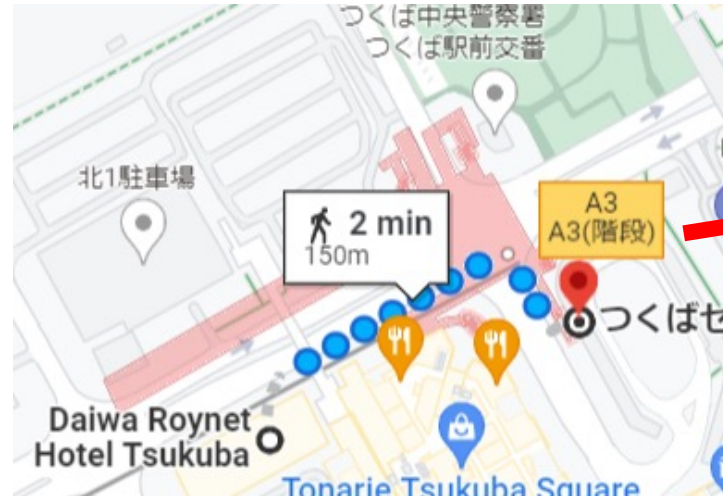 つくば中央警察署
つくば駅前交番
北1駐車場
2 min
150m
A3
A3(階段)
つくばセ
Daiwa Roynet
Hotel Tsukuba
Tonarie Tsukuba Square